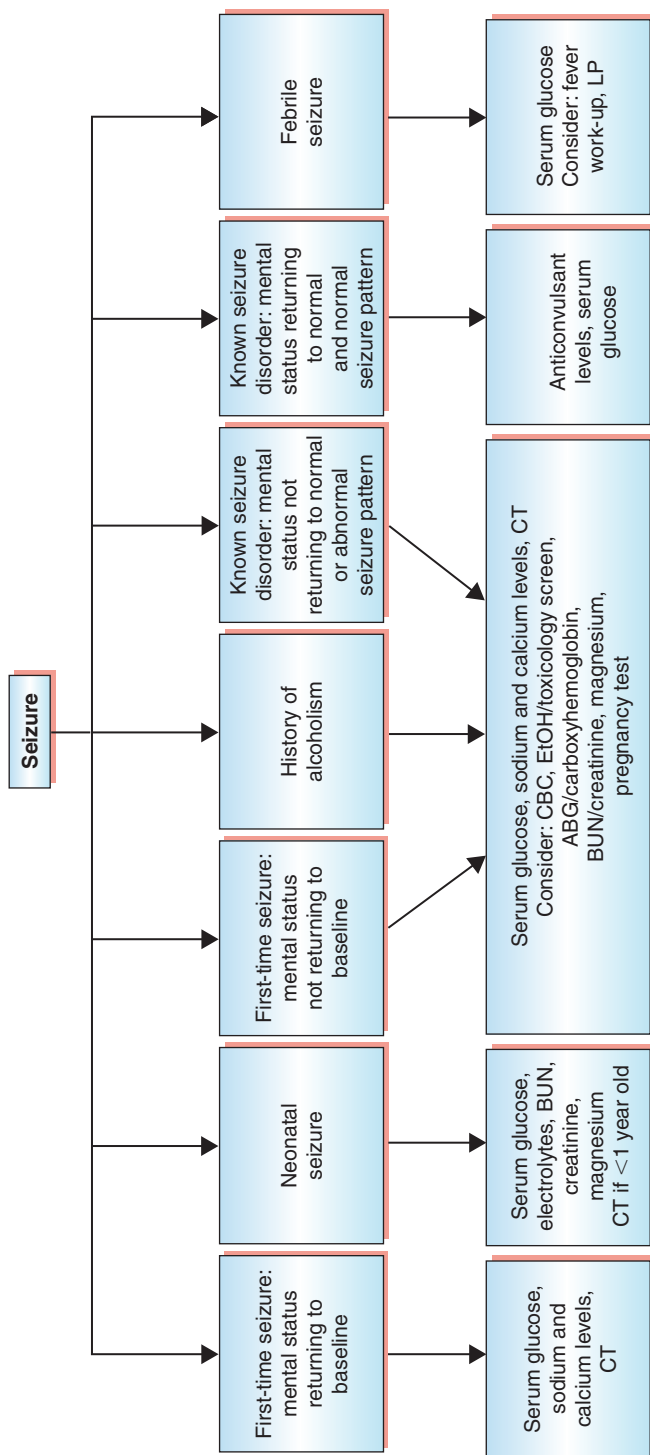 Seizure
First-time seizure:
mental status
returning to
baseline
Neonatal
seizure
First-time seizure:
mental status
not returning to
baseline
History of
alcoholism
Known seizure
disorder: mental
status not
returning to normal
or abnormal
seizure pattern
Known seizure
disorder: mental
status returning
to normal
and normal
seizure pattern
Febrile
seizure
Serum glucose,
sodium and
calcium levels,
CT
Serum glucose,
electrolytes, BUN,
creatinine,
magnesium
CT if <1 year old
Serum glucose, sodium and calcium levels, CT
Consider: CBC, EtOH/toxicology screen,
ABG/carboxyhemoglobin,
BUN/creatinine, magnesium,
pregnancy test
Anticonvulsant
levels, serum
glucose
Serum glucose
Consider: fever
work-up, LP